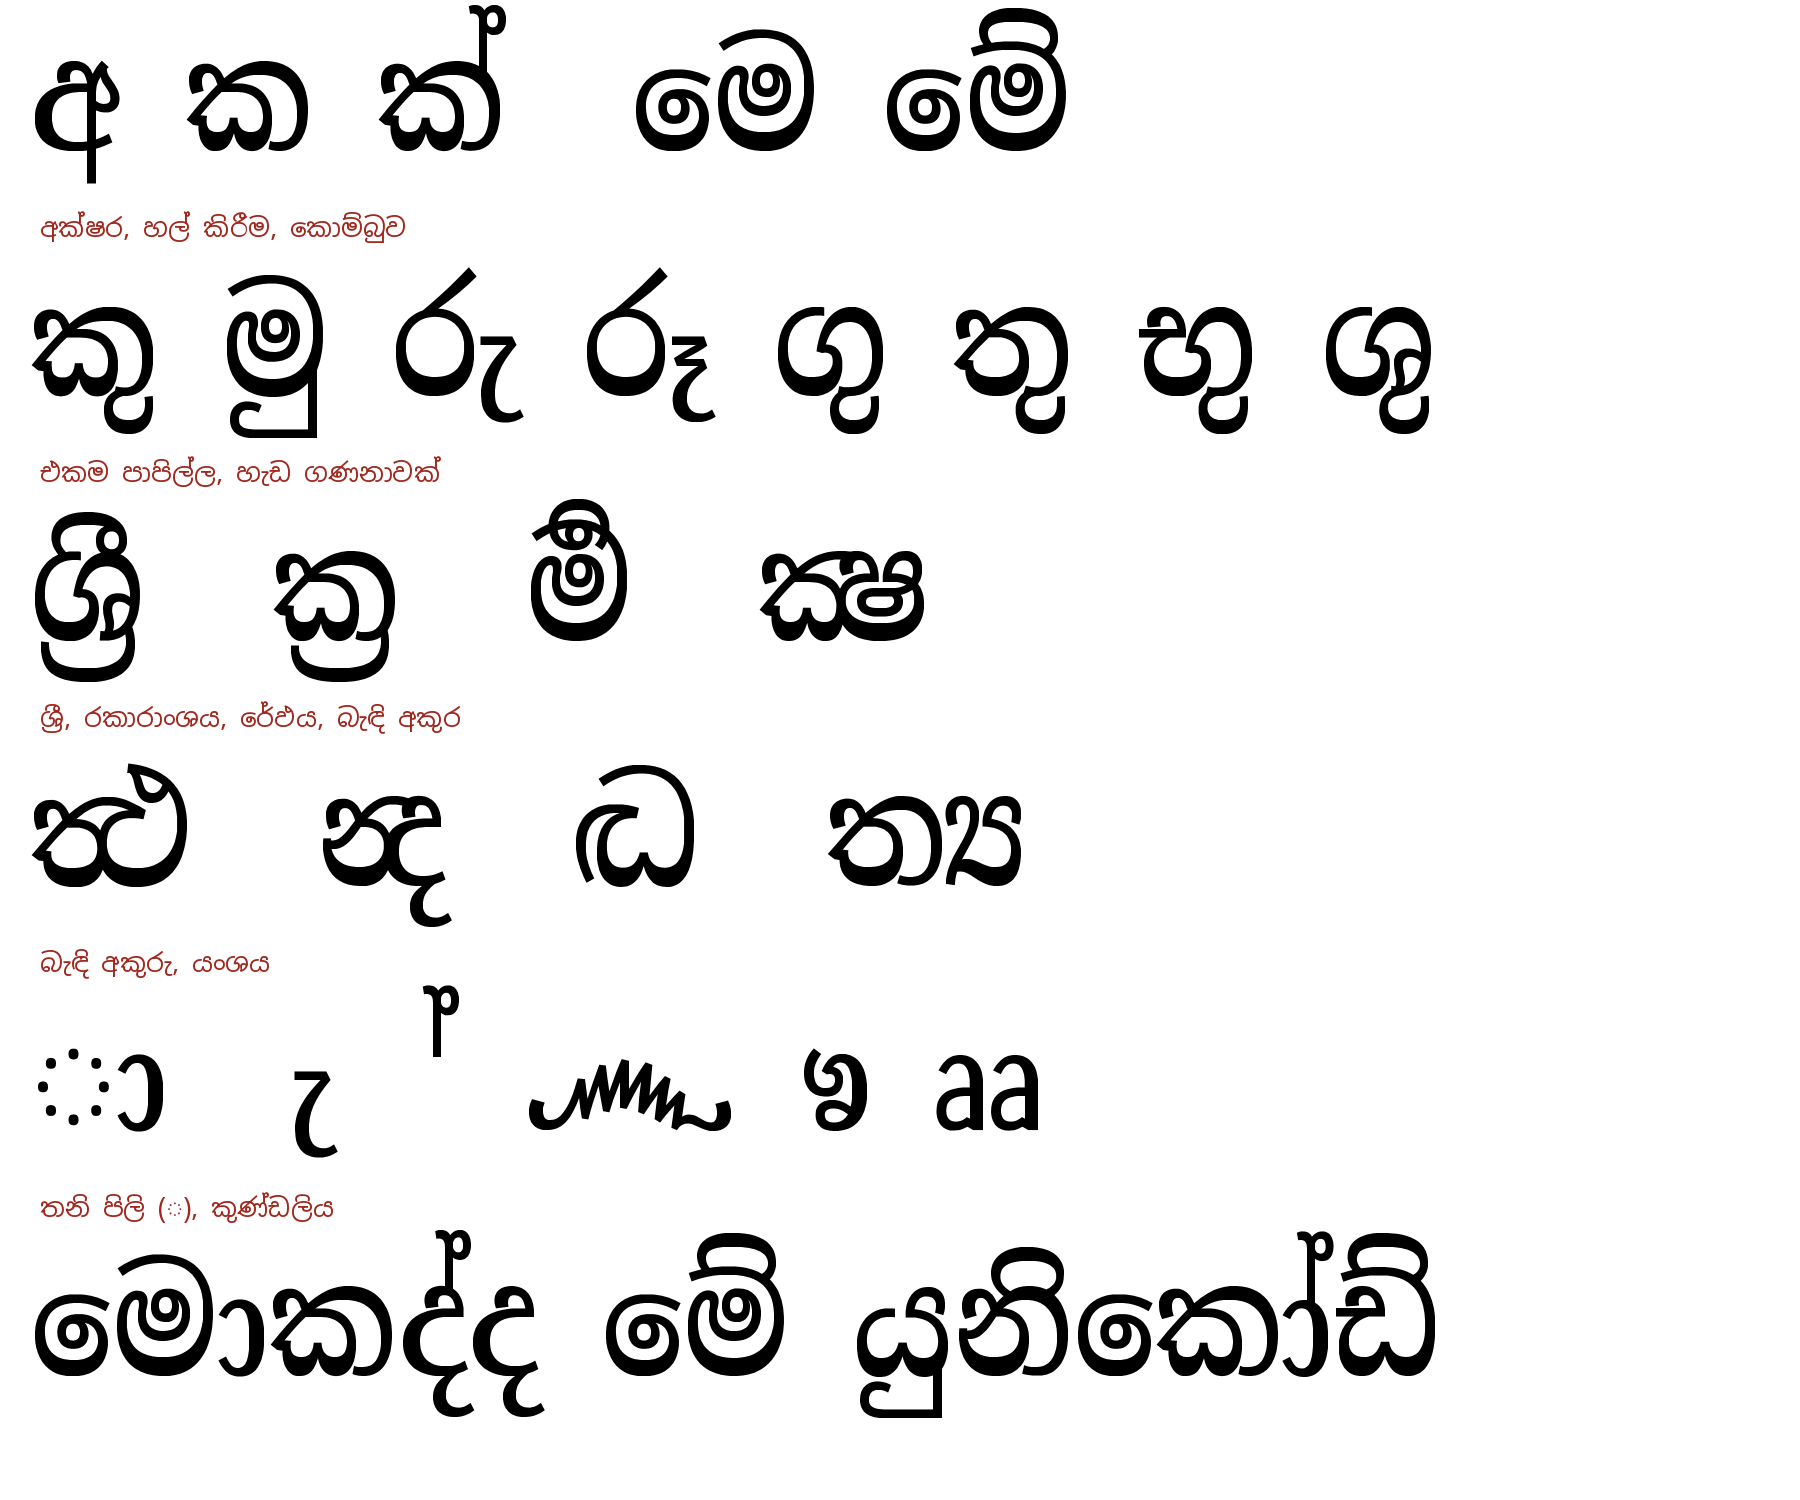 අ ක ක් මෙ මේ
අක්ෂර, හල් කිරීම, කොම්බුව
කු මු රු රූ ගු තු භු ශු
එකම පාපිල්ල, හැඩ ගණනාවක්
ශ්‍රී ක්‍ර ර්‍මී ක්‍ෂ
ශ්‍රී, රකාරාංශය, රේඵය, බැඳි අකුර
ත්‍ථ න්‍ද ද්‍ධ ත්‍ය
බැඳි අකුරු, යංශය
ා ැ ් ෴ ඏ ෲ
තනි පිලි (◌), කුණ්ඩලිය
මොකද්ද මේ යුනිකෝඩ්